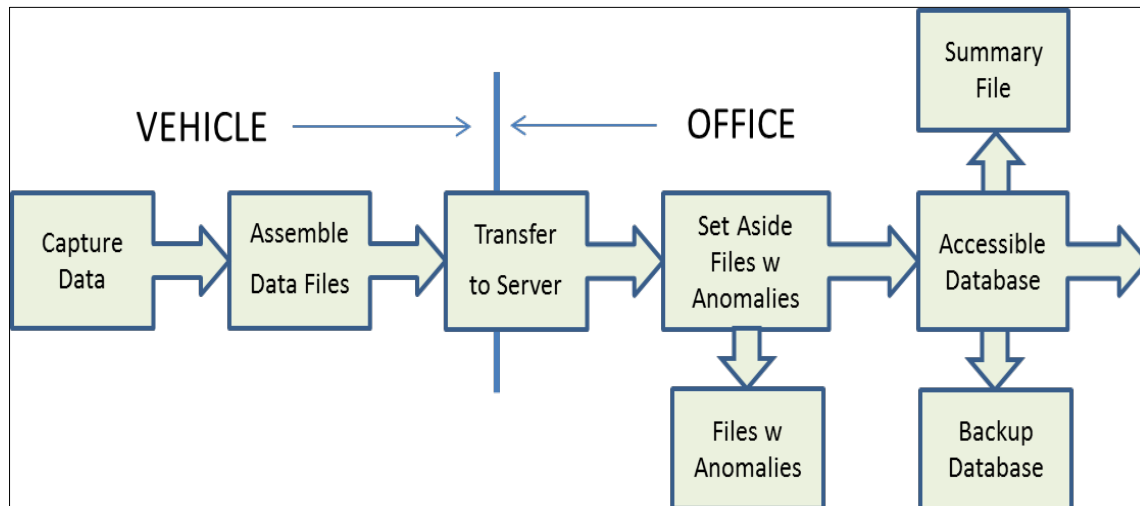 Summary
File
VEHICLE
OFFICE
Capture
Data
Assemble
Data Files
Transfer
to Server
Set Aside
Files w
Anomalies
Accessible
Database
Files w
Anomalies
Backup
Database